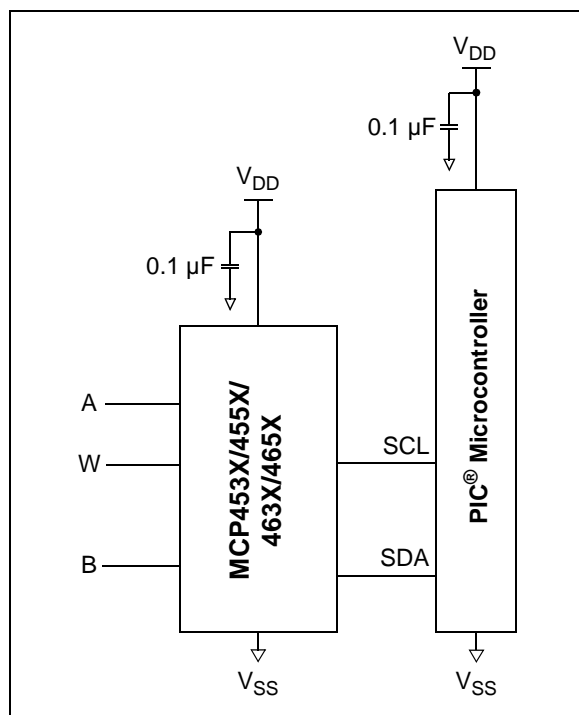 VDD
0.1 µF
VDD
0.1 µF
A
W
B
MCP453X/455X/
463X/465X
SCL
SDA
PIC® Microcontroller
VSS
VSS